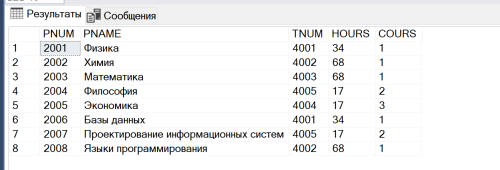 Результаты Сообщения
PNUM PNAME TNUM HOURS COURS
1 2001 Физика 4001 34 1
2 2002 Химия 4002 68 1
3 2003 Математика 4003 68 1
4 2004 Философия 4005 17 2
5 2005 Экономика 4004 17 3
6 2006 Базы данных 4001 34 1
7 2007 Проектирование информационных систем 4005 17 2
8 2008 Языки программирования 4002 68 1